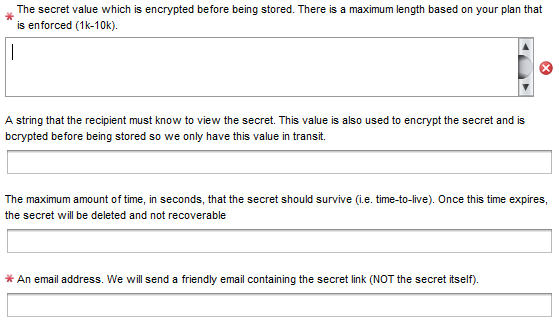 * The secret value which is encrypted before being stored. There is a maximum length based on your plan that
is enforced (1k-10k).
A string that the recipient must know to view the secret. This value is also used to encrypt the secret and is
bcrypted before being stored so we only have this value in transit.
The maximum amount of time, in seconds, that the secret should survive (i.e. time-to-live). Once this time expires,
the secret will be deleted and not recoverable
* An email address. We will send a friendly email containing the secret link (NOT the secret itself).